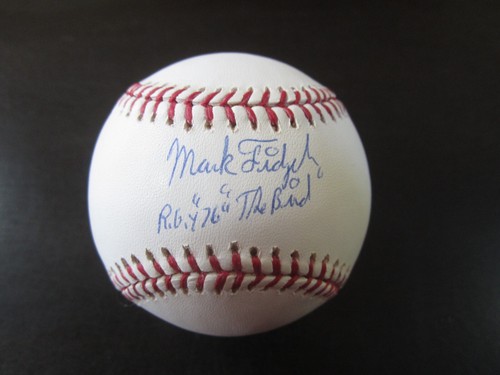 Mark Fidrych
R.O.Y "76" "The Bird"